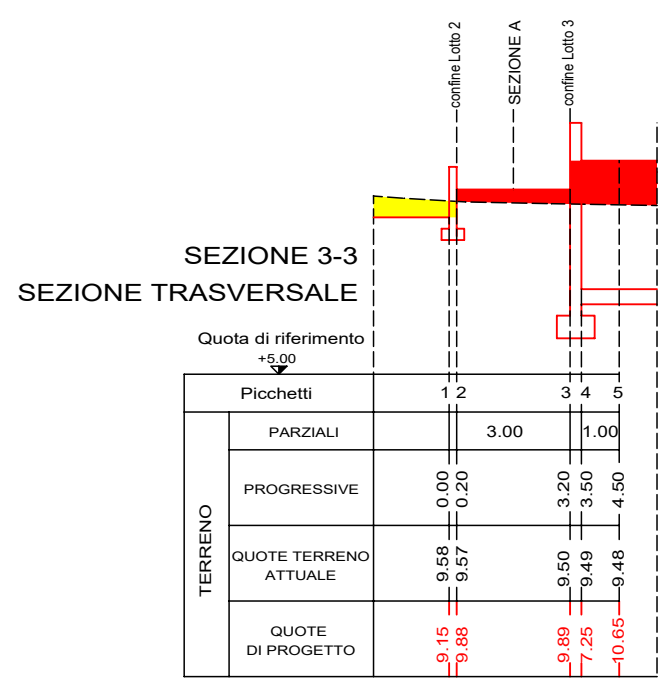 confine Lotto 2
SEZIONE A
confine Lotto 3
SEZIONE 3-3
SEZIONE TRASVERSALE
Quota di riferimento
+5.00
Picchetti 1 2 3 4 5
TERRENO
PARZIALI 3.00 1.00
PROGRESSIVE 0.00 0.20 3.20 3.50 4.50
QUOTE TERRENO
ATTUALE
9.58 9.57 9.50 9.49 9.48
QUOTE
DI PROGETTO
9.15 9.88 9.89 7.25 10.65